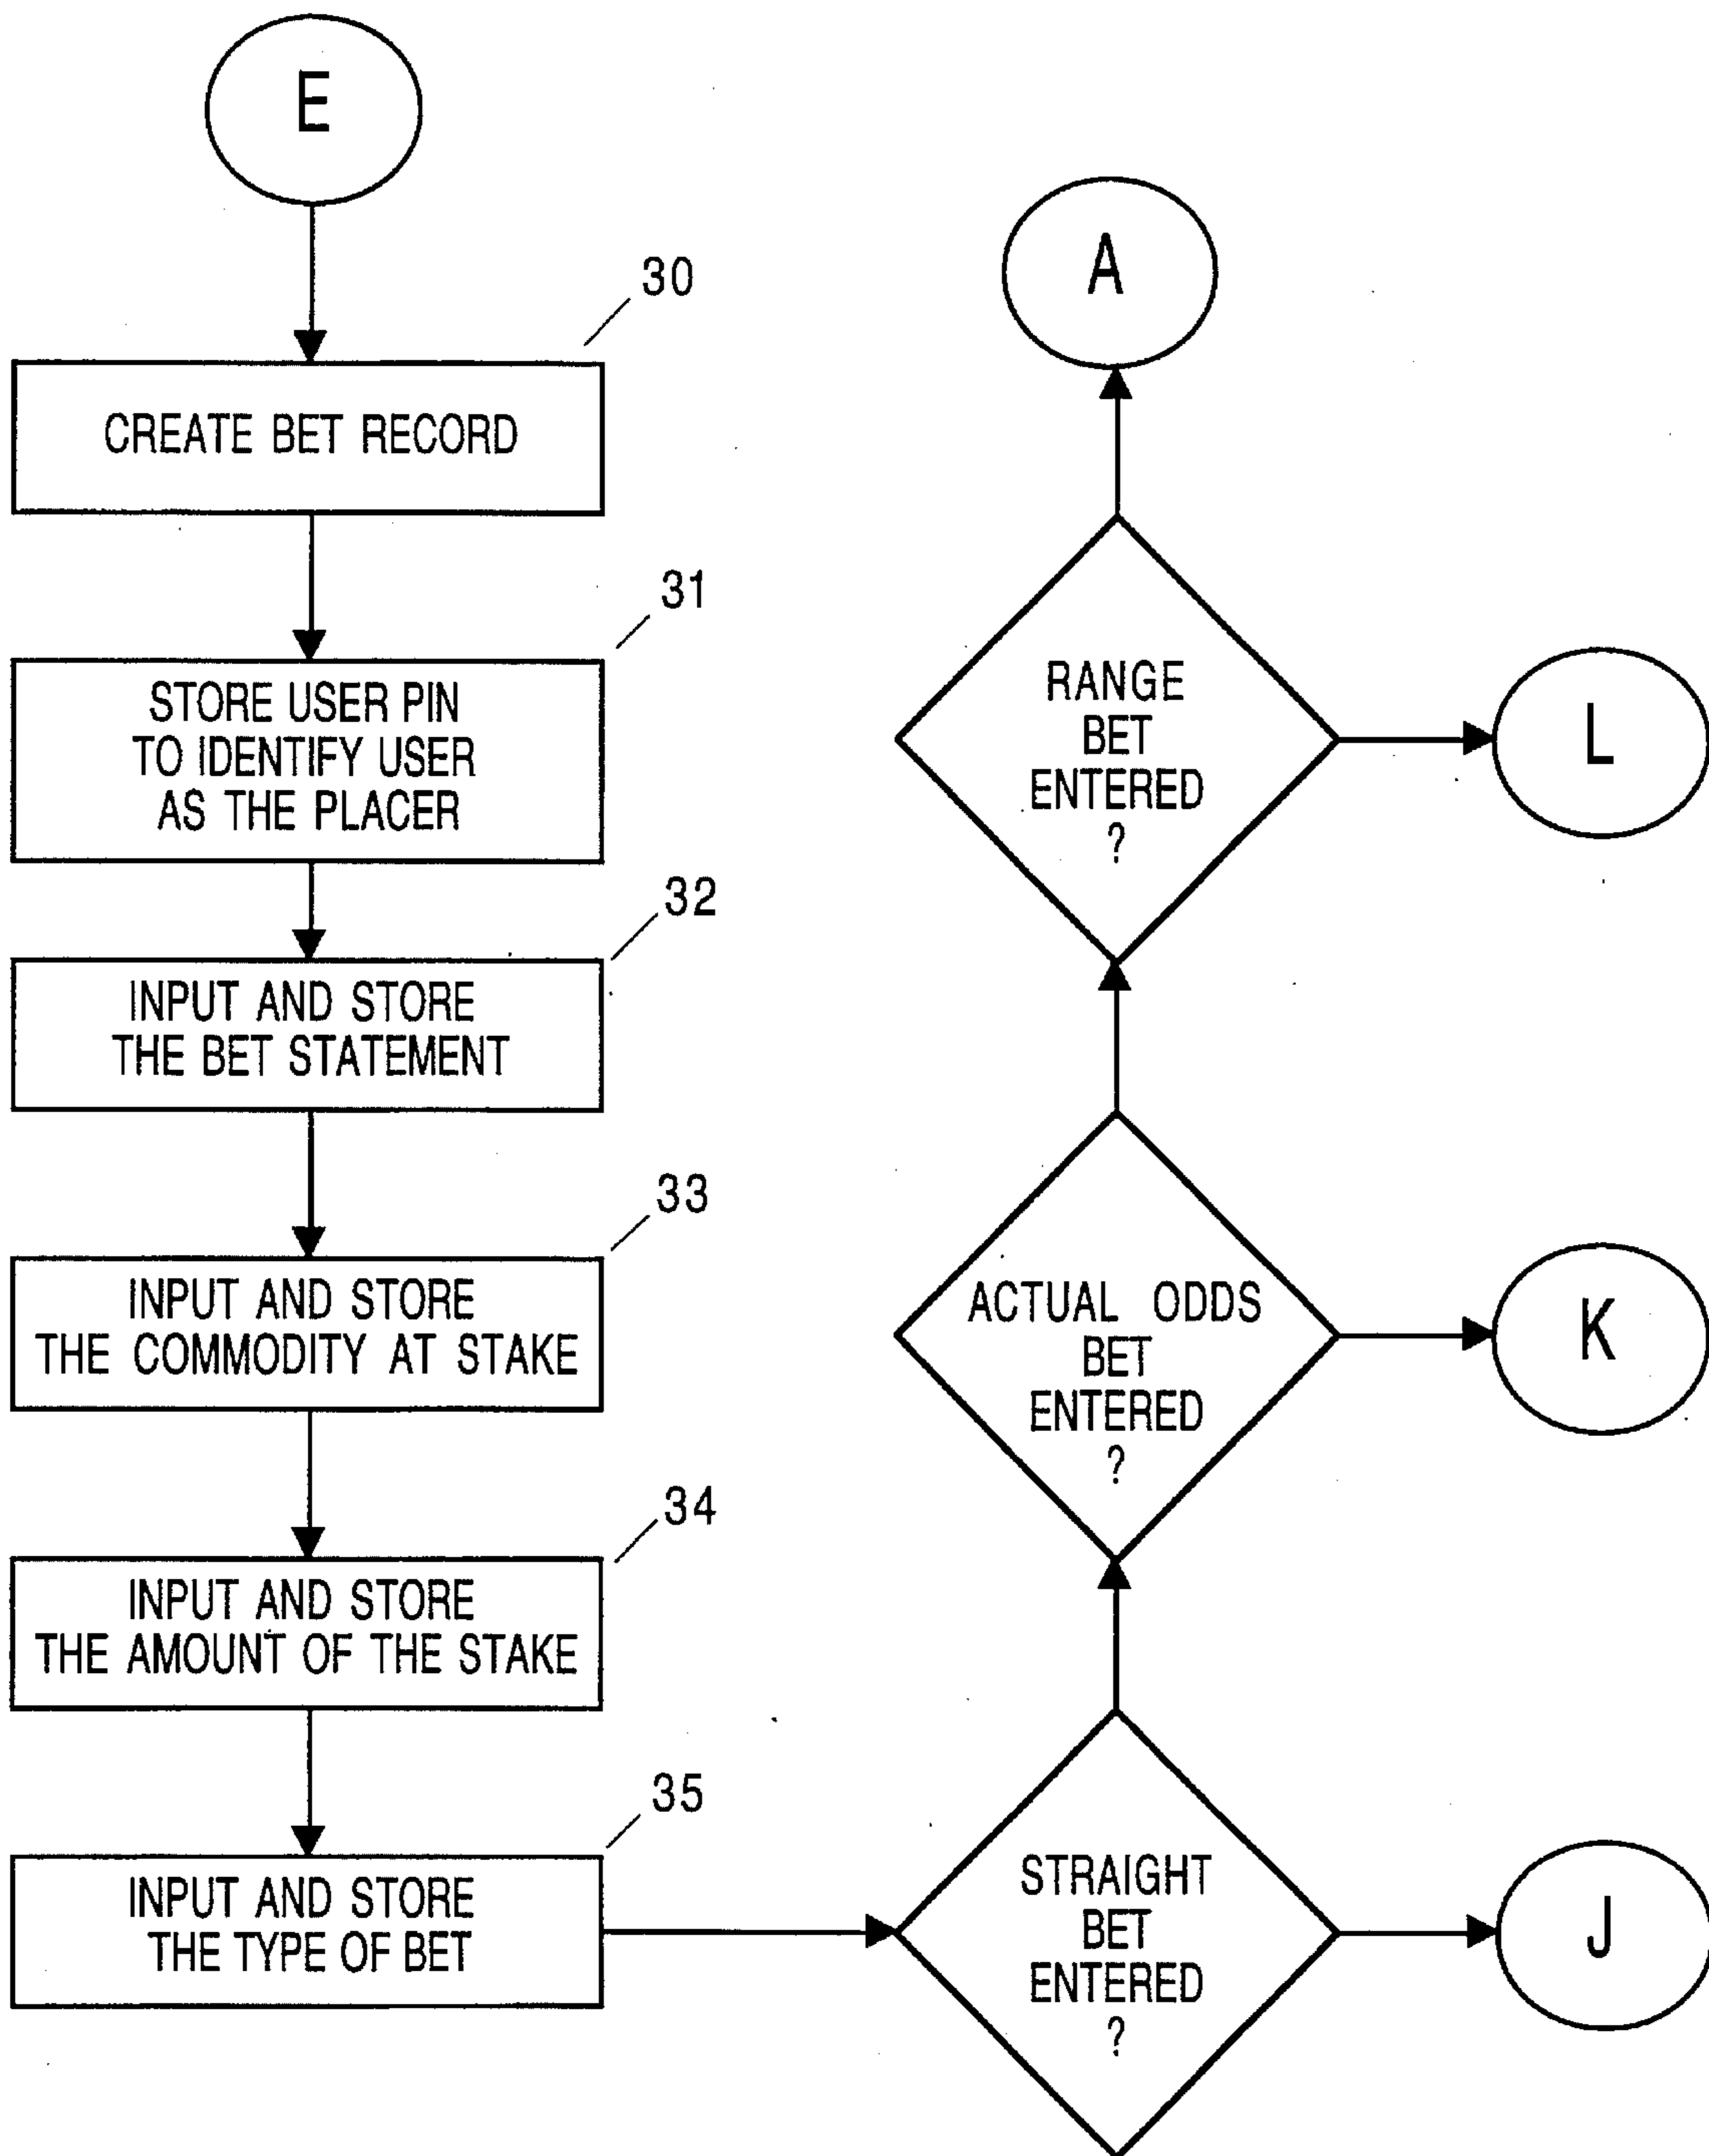 E
30
CREATE BET RECORD
31
STORE USER PIN
TO IDENTIFY USER
AS THE PLACER
32
INPUT AND STORE
THE BET STATEMENT
33
INPUT AND STORE
THE COMMODITY AT STAKE
34
INPUT AND STORE
THE AMOUNT OF THE STAKE
35
INPUT AND STORE
THE TYPE OF BET
A
RANGE
BET
ENTERED
?
L
ACTUAL ODDS
BET
ENTERED
?
K
STRAIGHT
BET
ENTERED
?
J